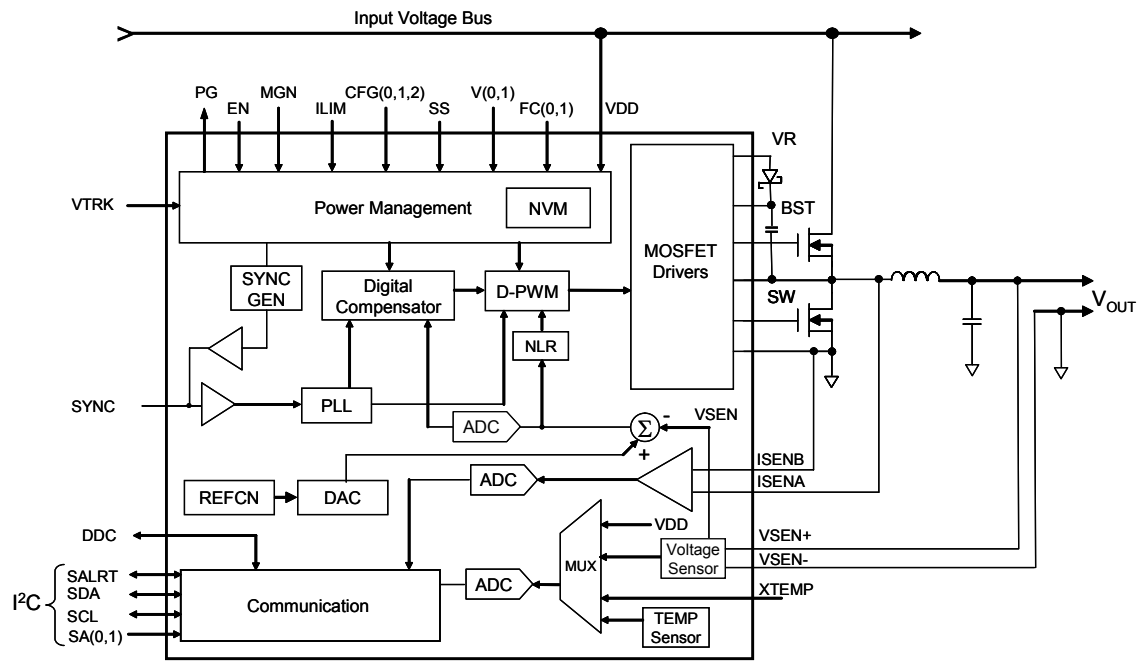 Input Voltage Bus
PG
EN
MGN
ILIM
CFG(0,1,2)
SS
V(0,1)
FC(0,1)
VDD
VR
VTRK
Power Management
NVM
BST
MOSFET
Drivers
SYNC
GEN
Digital
Compensator
D-PWM
SW
VOUT
NLR
SYNC
PLL
ADC
Σ
-
+
VSEN
ISENB
ISENA
ADC
REFCN
DAC
DDC
VDD
MUX
Voltage
Sensor
VSEN+
VSEN-
XTEMP
TEMP
Sensor
I²C
SALRT
SDA
SCL
SA(0,1)
Communication
ADC